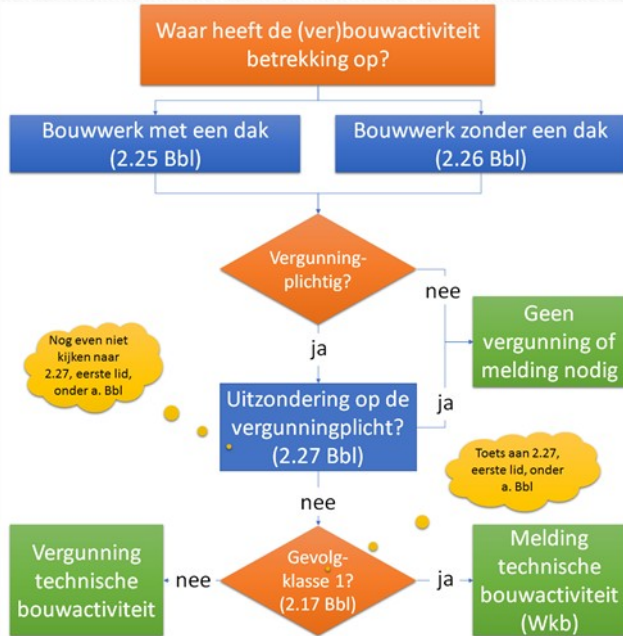 Waar heeft de (ver)bouwactiviteit
betrekking op?
Bouwwerk met een dak
(2.25 Bbl)
Bouwwerk zonder een dak
(2.26 Bbl)
Vergunning-
plichtig?
nee
Geen
vergunning of
melding nodig
Nog even niet
kijken naar
2.27, eerste lid,
onder a. Bbl
ja
Uitzondering op de
vergunningplicht?
(2.27 Bbl)
ja
Toets aan 2.27,
eerste lid, onder
a. Bbl
nee
Vergunning
technische
bouwactiviteit
nee
Gevolg-
klasse 1?
(2.17 Bbl)
ja
Melding
technische
bouwactiviteit
(Wkb)